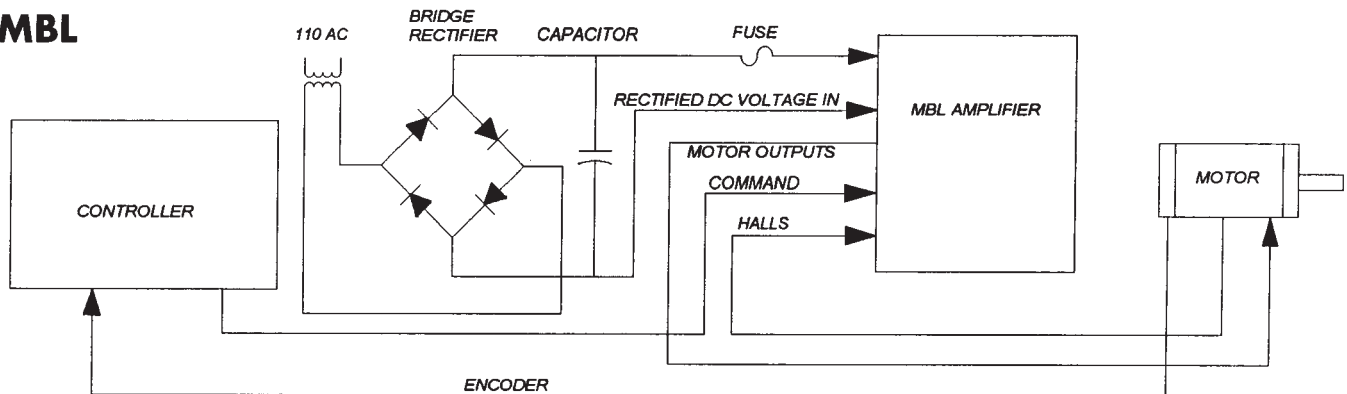 MBL
110 AC
BRIDGE
RECTIFIER
CAPACITOR
FUSE
RECTIFIED DC VOLTAGE IN
MBL AMPLIFIER
MOTOR OUTPUTS
COMMAND
HALLS
CONTROLLER
MOTOR
ENCODER